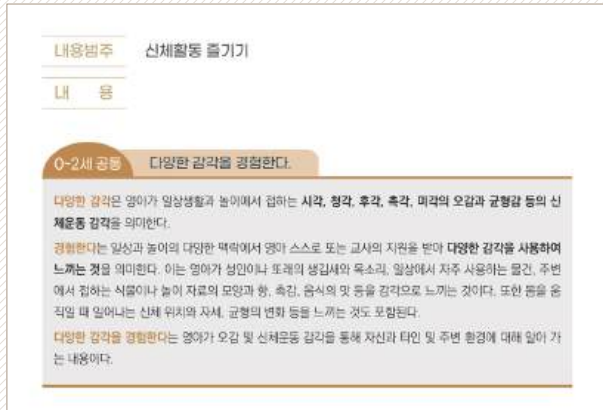 내용범주 신체활동 즐기기
내 용
0-2세 공통 다양한 감각을 경험한다.
다양한 감각은 영아가 일상생활과 놀이에서 접하는 시각, 청각, 후각, 촉각, 미각의 오감과 균형감 등의 신
체운동 감각을 의미한다.
경험한다는 일상과 놀이의 다양한 맥락에서 영아 스스로 또는 교사의 지원을 받아 다양한 감각을 사용하여
느끼는 것을 의미한다. 이는 영아가 성인이나 또래의 생김새와 목소리, 일상에서 자주 사용하는 물건, 주변
에서 접하는 식물이나 놀이 자료의 모양과 향, 촉감, 음식의 맛 등을 감각으로 느끼는 것이다. 또한 몸을 움
직일 때 일어나는 신체 위치와 자세, 균형의 변화 등을 느끼는 것도 포함된다.
다양한 감각을 경험한다는 영아가 오감 및 신체운동 감각을 통해 자신과 타인 및 주변 환경에 대해 알아 가
는 내용이다.